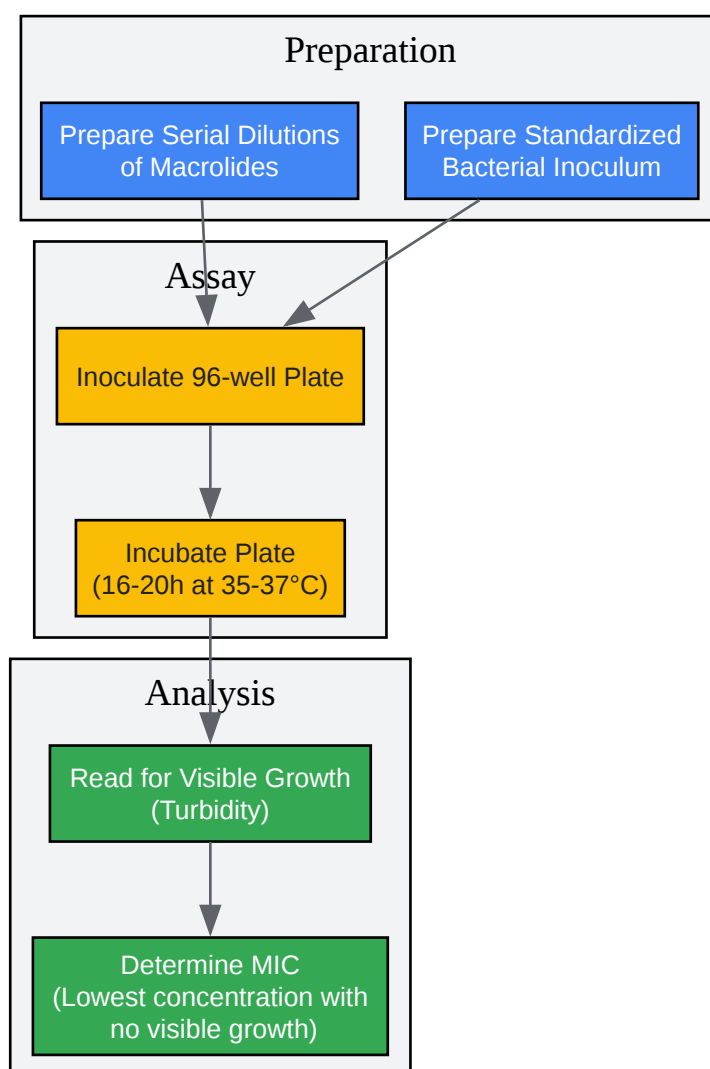 Preparation
Prepare Serial Dilutions
of Macrolides
Prepare Standardized
Bacterial Inoculum
Assay
Inoculate 96-well Plate
Incubate Plate
(16-20h at 35-37°C)
Analysis
Read for Visible Growth
(Turbidity)
Determine MIC
(Lowest concentration with
no visible growth)